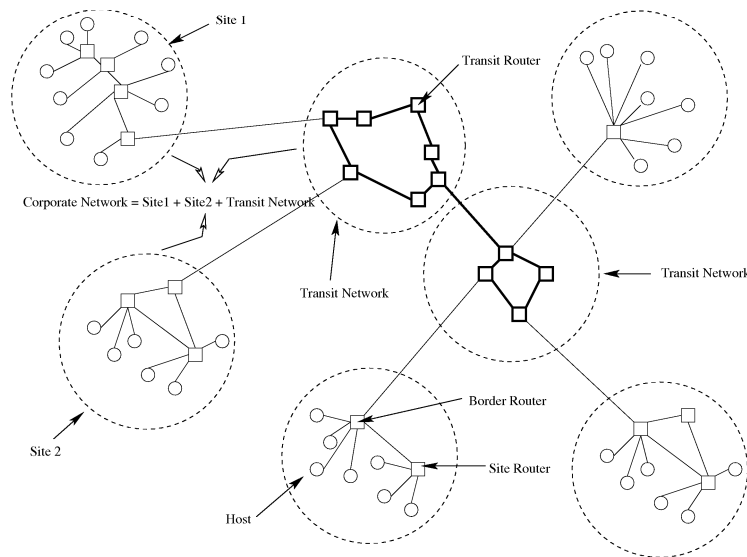 Site 1
Transit Router
Corporate Network = Site1 + Site2 + Transit Network
Transit Network
Transit Network
Border Router
Site 2
Site Router
Host